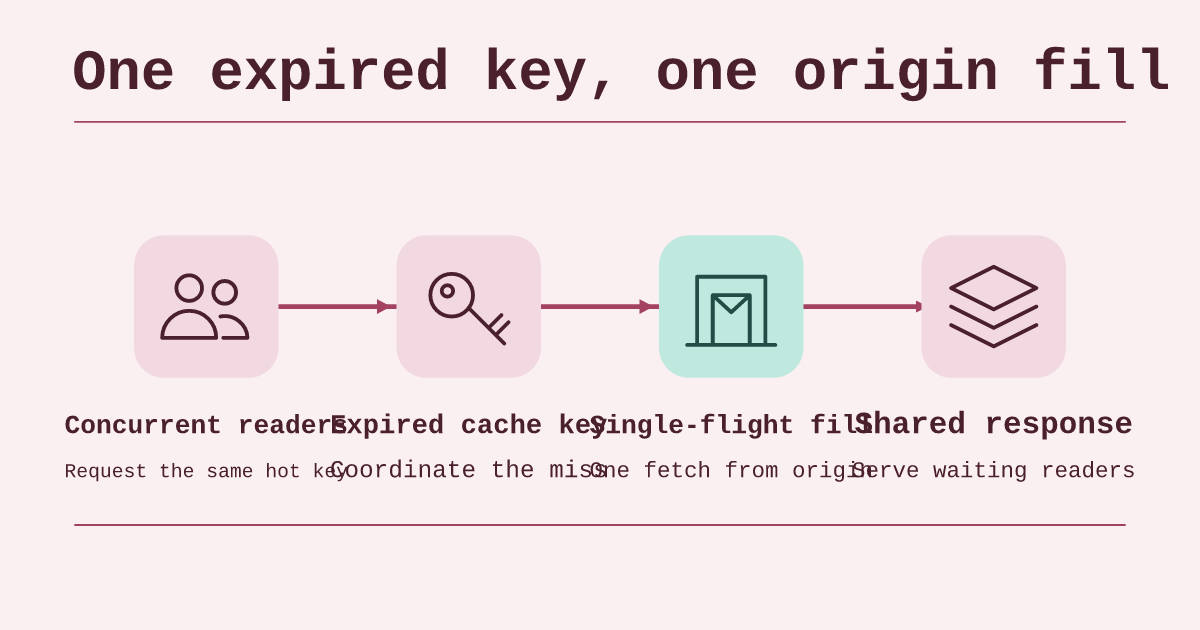 One expired key, one origin fill
Concurrent readers
Request the same hot key
Expired cache key
Coordinate the miss
Single-flight fill
One fetch from origin
Shared response
Serve waiting readers